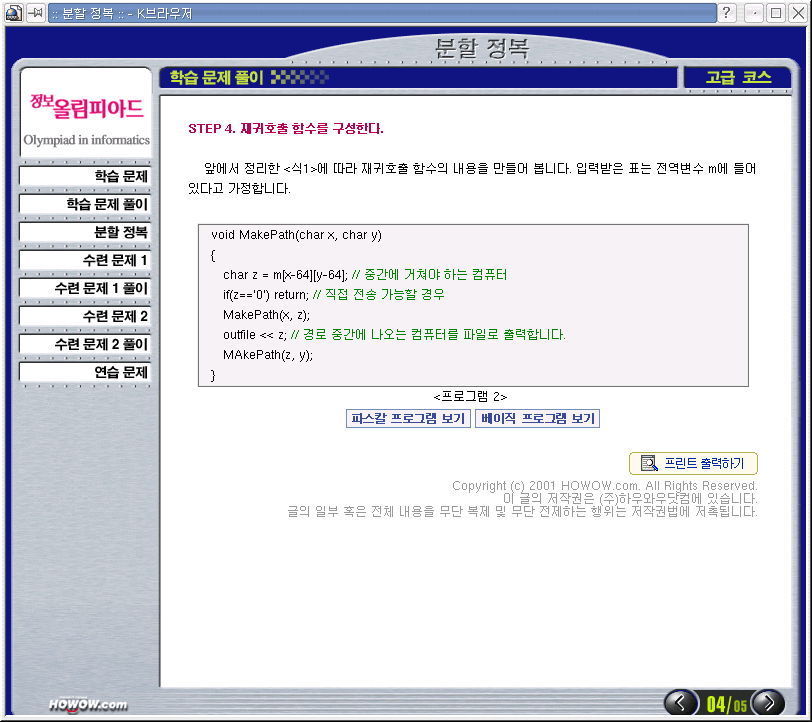 :: 분할 정복 :: - K브라우저
분할 정복
학습 문제 풀이
고급 코스
정보올림피아드
Olympiad in informatics
학습 문제
학습 문제 풀이
분할 정복
수련 문제 1
수련 문제 1 풀이
수련 문제 2
수련 문제 2 풀이
연습 문제
STEP 4. 재귀호출 함수를 구성한다.
앞에서 정리한 <식1>에 따라 재귀호출 함수의 내용을 만들어 봅니다. 입력받은 표는 전역변수 m에 들어
있다고 가정합니다.
void MakePath(char x, char y)
{
char z = m[x-64][y-64]; // 중간에 거쳐야 하는 컴퓨터
if(z=='0') return; // 직접 전송 가능할 경우
MakePath(x, z);
outfile << z; // 경로 중간에 나오는 컴퓨터를 파일로 출력합니다.
MAkePath(z, y);
}
<프로그램 2>
파스칼 프로그램 보기 베이직 프로그램 보기
프린트 출력하기
Copyright (c) 2001 HOWOW.com. All Rights Reserved.
이 글의 저작권은 (주)하우와우닷컴에 있습니다.
글의 일부 혹은 전체 내용을 무단 복제 및 무단 전제하는 행위는 저작권법에 저촉됩니다.
HOWOW.com
04/05